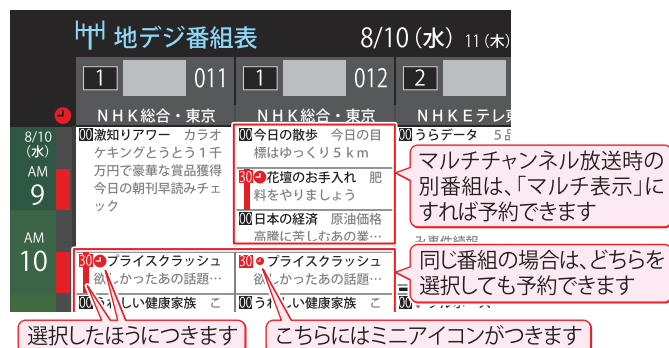 地デジ番組表 8/10(水) 11(木)
1 011 1 012 2
NHK総合・東京 NHK総合・東京 NHKEテレ
8/10
(水)
AM
9
00激知りアワー カラオ
ケキングとうとう1千
万円で豪華な賞品獲得
今日の朝刊早読みチェ
ック
00今日の散歩 今日の目
標はゆっくり5km
30花壇のお手入れ 肥
料をやりましょう
00日本の経済 原油価格
高騰に苦しむあの業…
00うらデータ 5
マルチチャンネル放送時の
別番組は、「マルチ表示」に
すれば予約できます
AM
10
30プライスクラッシュ
欲しかったあの話題…
00うれしい健康家族 こ
30プライスクラッシュ
欲しかったあの話題…
00うれしい健康家族 こ
同じ番組の場合は、どちらを
選択しても予約できます
選択したほうにつきます
こちらにはミニアイコンがつきます